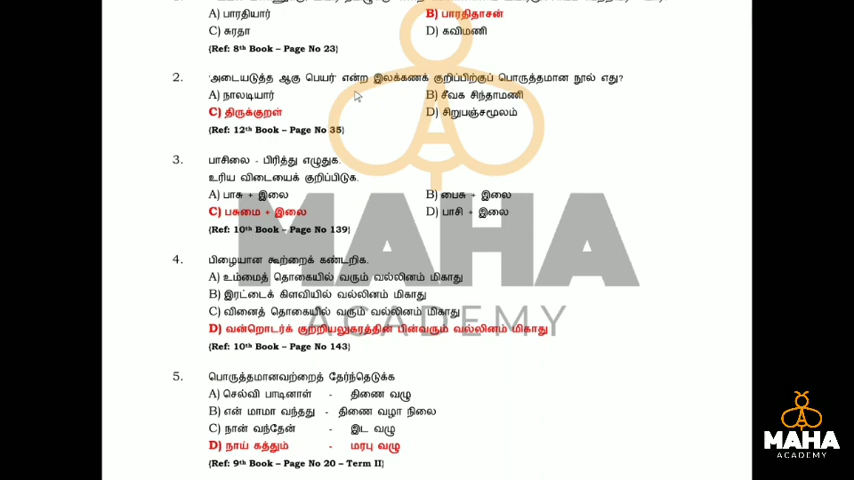 A) பாரதியார் B) பாரதிதாசன்
C) சுரதா D) கவிமணி
{Ref: 8th Book – Page No 23}
2. 'அடையடுத்த ஆகு பெயர்' என்ற இலக்கணக் குறிப்பிற்குப் பொருத்தமான நூல் எது?
A) நாலடியார் B) சீவக சிந்தாமணி
C) திருக்குறள் D) சிறுபஞ்சமூலம்
{Ref: 12th Book – Page No 35}
3. பாசிலை - பிரித்து எழுதுக.
உரிய விடையைக் குறிப்பிடுக.
A) பாசு + இலை B) பைசு + இலை
C) பசுமை + இலை D) பாசி + இலை
{Ref: 10th Book – Page No 139}
4. பிழையான கூற்றைக் கண்டறிக.
A) உம்மைத் தொகையில் வரும் வல்லினம் மிகாது
B) இரட்டைக் கிளவியில் வல்லினம் மிகாது
C) வினைத் தொகையில் வரும் வல்லினம் மிகாது
D) வன்றொடர்க் குற்றியலுகரத்தின் பின்வரும் வல்லினம் மிகாது
{Ref: 10th Book – Page No 143}
5. பொருத்தமானவற்றைத் தேர்ந்தெடுக்க
A) செல்வி பாடினாள் - திணை வழு
B) என் மாமா வந்தது - திணை வழா நிலை
C) நான் வந்தேன் - இட வழு
D) நாய் கத்தும் - மரபு வழு
{Ref: 9th Book – Page No 20 – Term II}
MAHA
ACADEMY
MAHA
ACADEMY